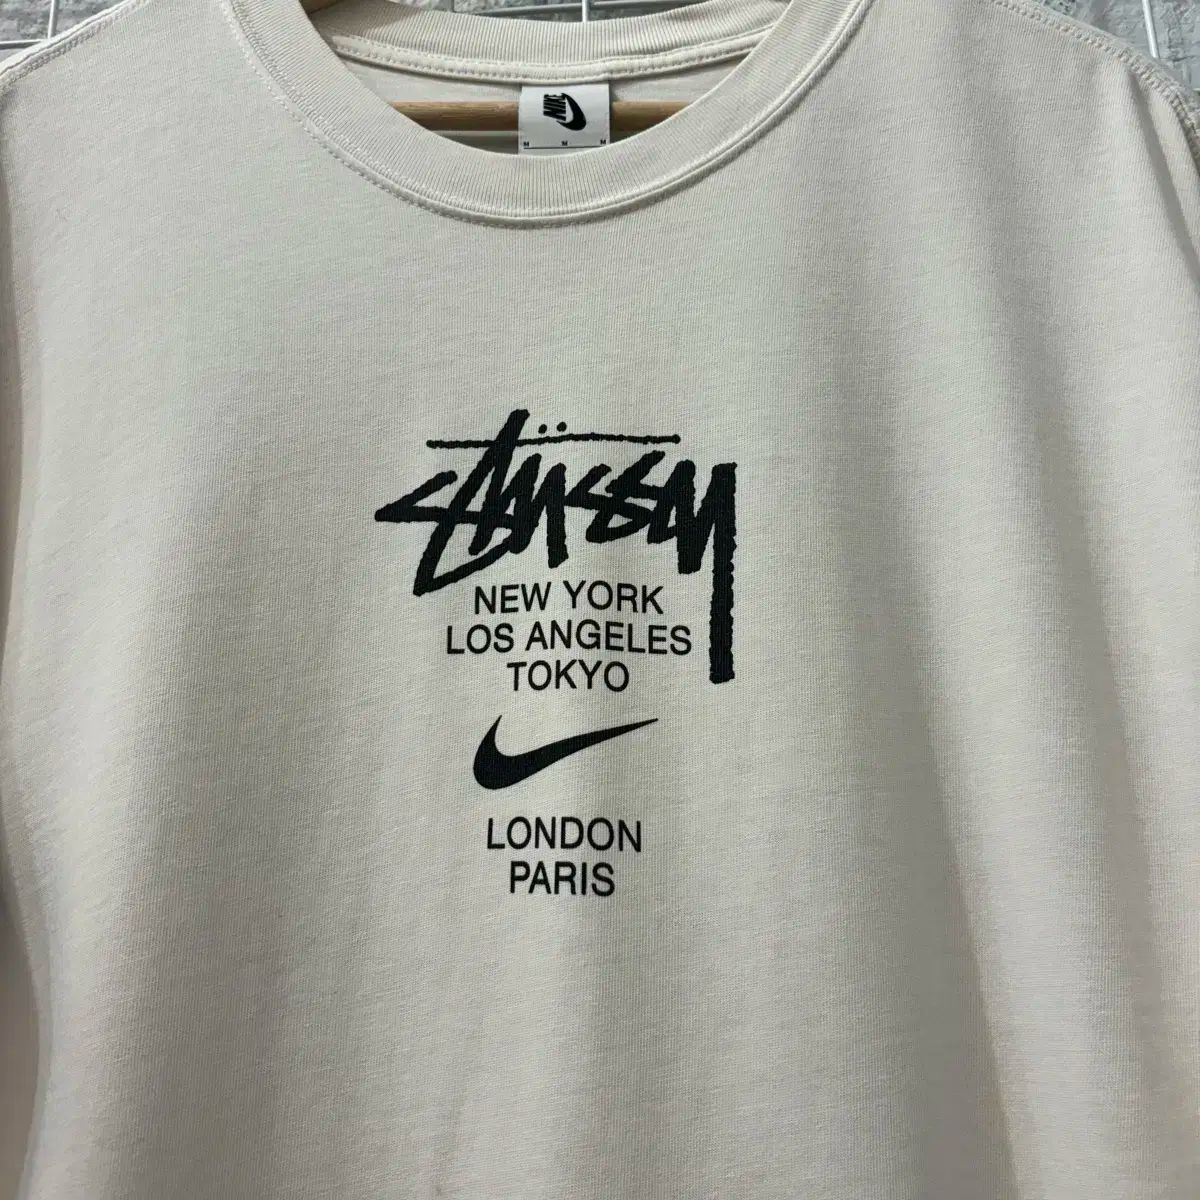 NIKE
M M M
Stüssy
NEW YORK
LOS ANGELES
TOKYO
LONDON
PARIS